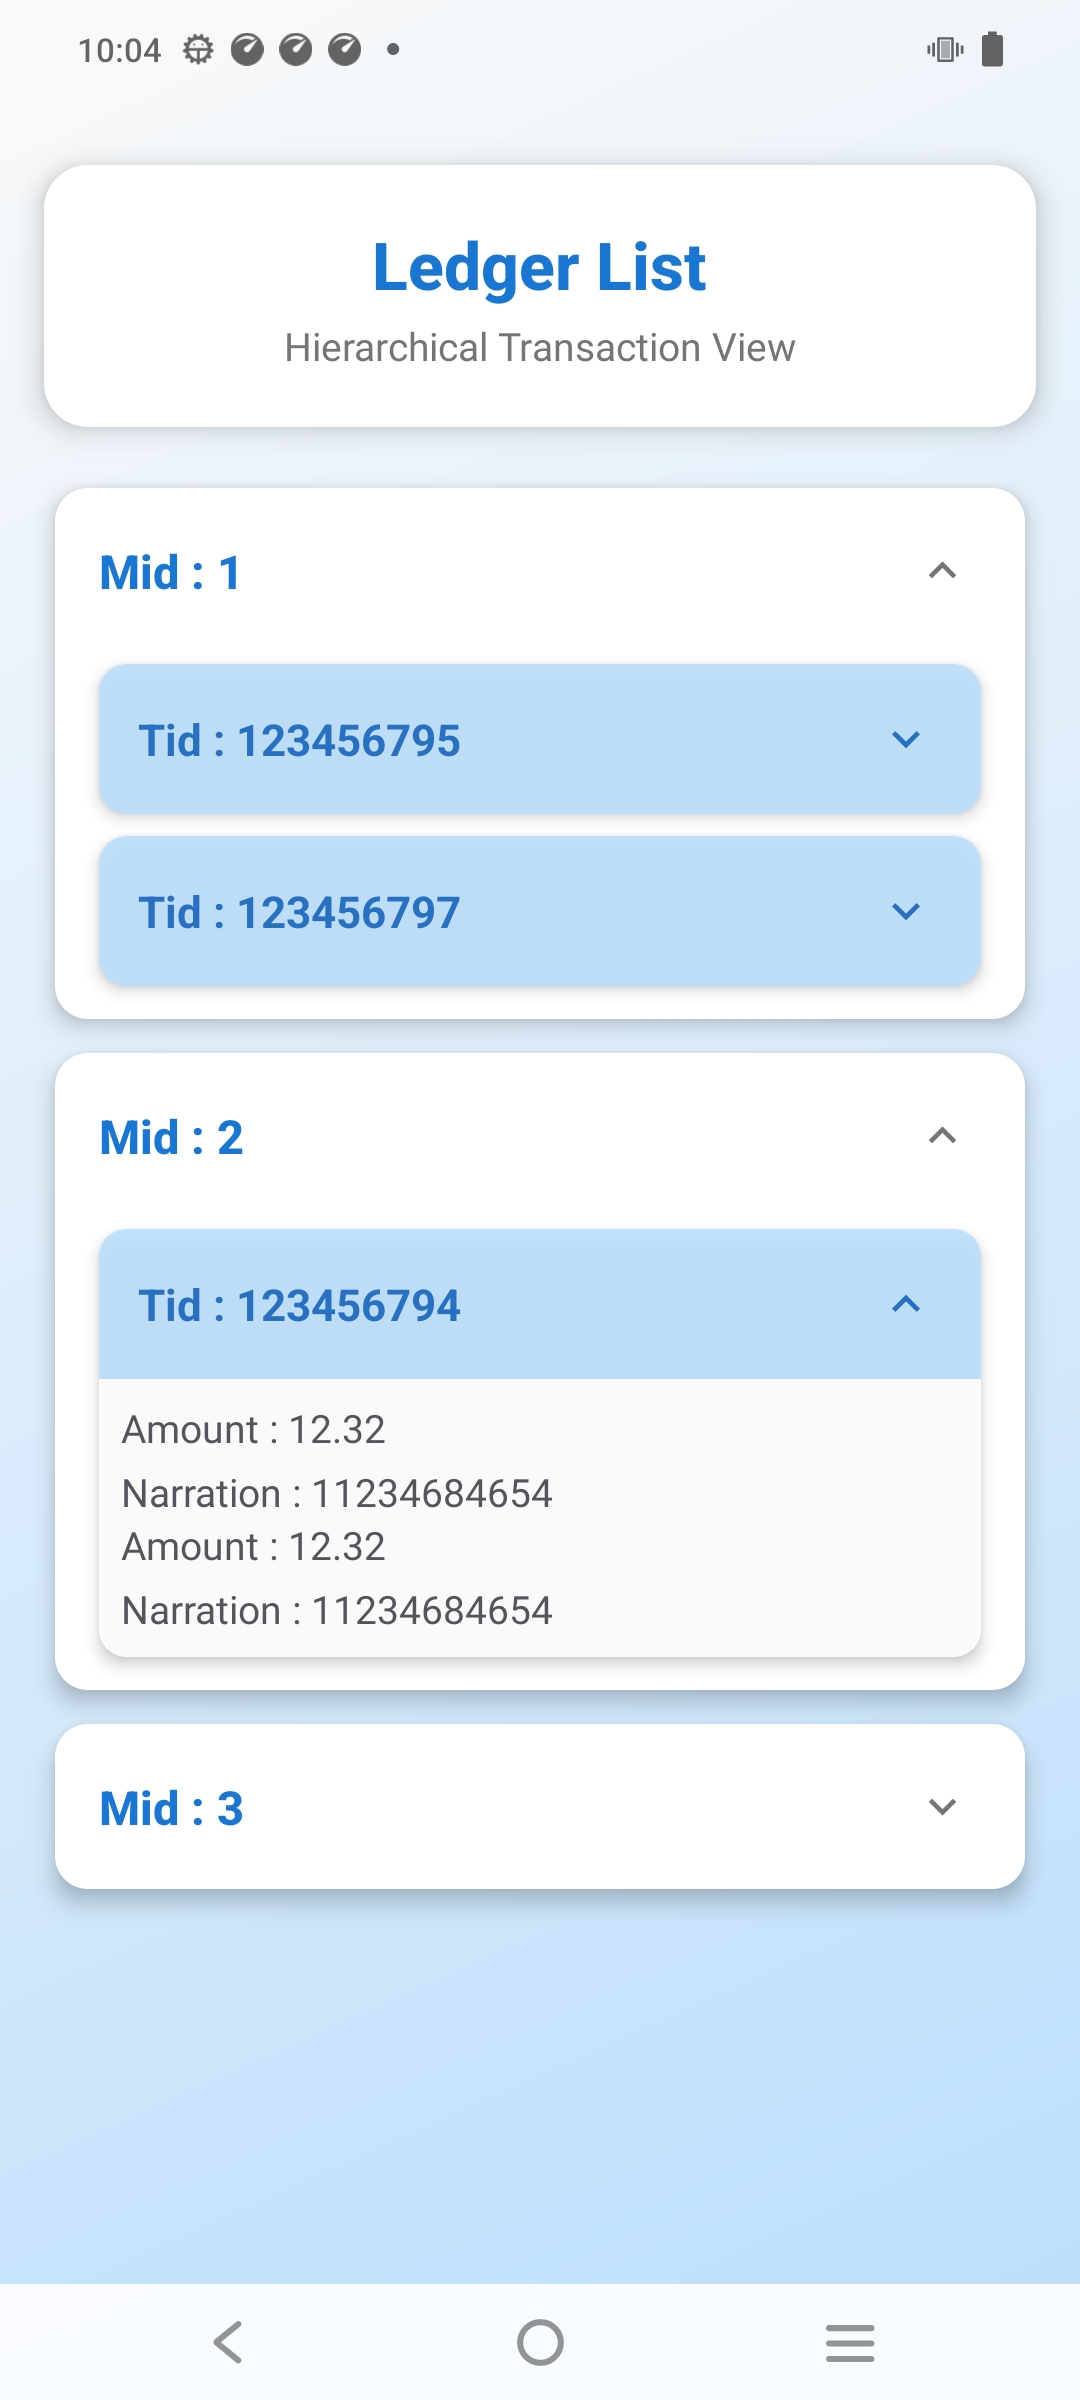 10:04
Ledger List
Hierarchical Transaction View
Mid : 1
Tid : 123456795
Tid : 123456797
Mid : 2
Tid : 123456794
Amount : 12.32
Narration : 11234684654
Amount : 12.32
Narration : 11234684654
Mid : 3